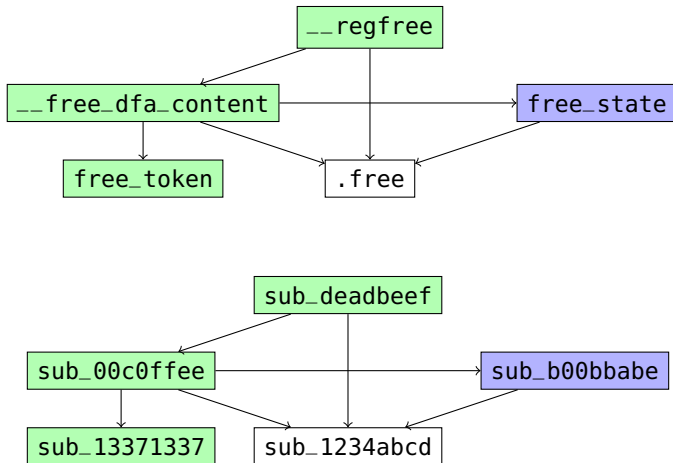 __regfree
__free_dfa_content
free_state
free_token
.free
sub_deadbeef
sub_00c0ffee
sub_b00bbabe
sub_13371337
sub_1234abcd